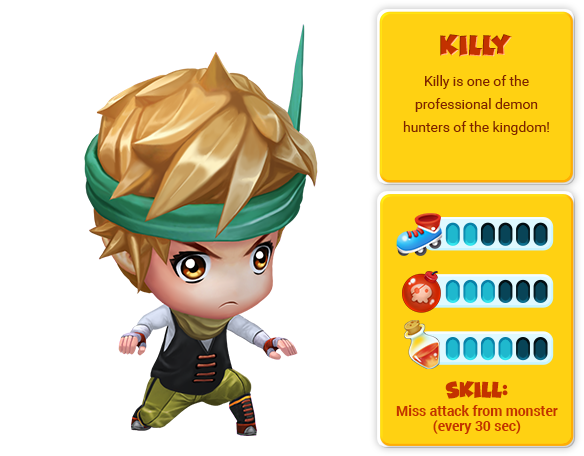 KILLY
Killy is one of the
professional demon
hunters of the kingdom!
SKILL:
Miss attack from monster
(every 30 sec)